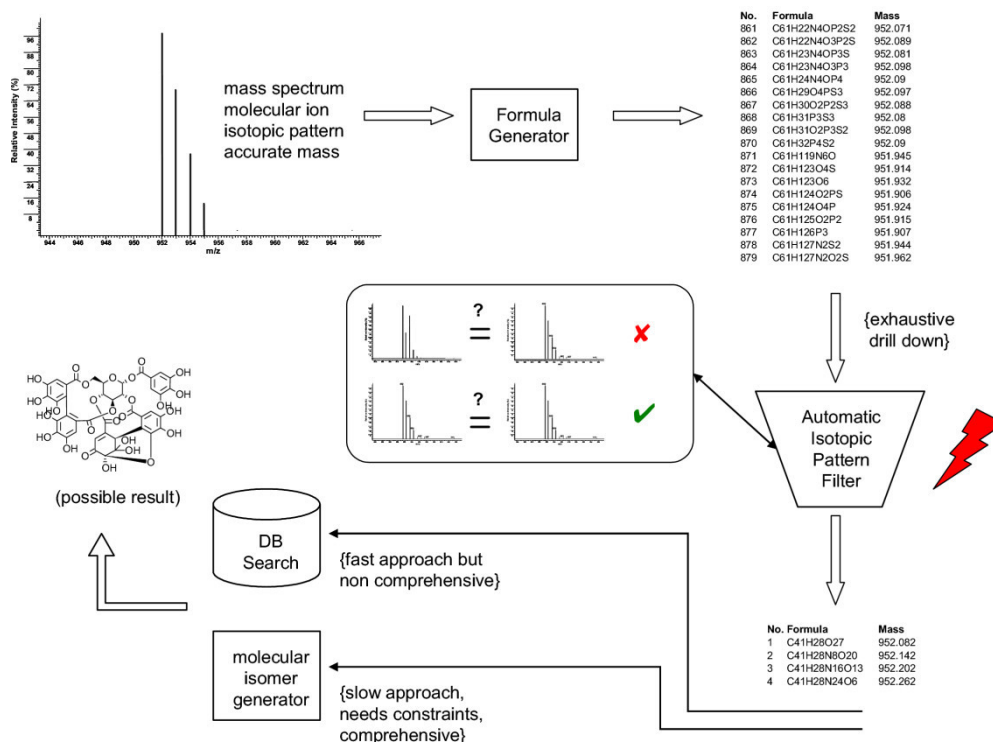 96
88
80
72
64
56
48
40
32
24
16
8
Relative Intensity (%)
944 946 948 950 952 954 956 958 960 962 964 966
m/z
mass spectrum
molecular ion
isotopic pattern
accurate mass
Formula
Generator
No. Formula Mass
861 C61H22N4OP2S2 952.071
862 C61H22N4O3P2S 952.089
863 C61H23N4OP3S 952.081
864 C61H23N4O3P3 952.098
865 C61H24N4OP4 952.09
866 C61H29O4PS3 952.097
867 C61H30O2P2S3 952.088
868 C61H31P3S3 952.08
869 C61H31O2P3S2 952.098
870 C61H32P4S2 952.09
871 C61H119N6O 951.945
872 C61H123O4S 951.914
873 C61H123O6 951.932
874 C61H124O2PS 951.906
875 C61H124O4P 951.924
876 C61H125O2P2 951.915
877 C61H126P3 951.907
878 C61H127N2S2 951.944
879 C61H127N2O2S 951.962
{exhaustive
drill down}
?
=
?
=
Automatic
Isotopic
Pattern
Filter
(possible result)
DB
Search
{fast approach but
non comprehensive}
molecular
isomer
generator
{slow approach,
needs constraints,
comprehensive}
No. Formula Mass
1 C41H28O27 952.082
2 C41H28N8O20 952.142
3 C41H28N16O13 952.202
4 C41H28N24O6 952.262